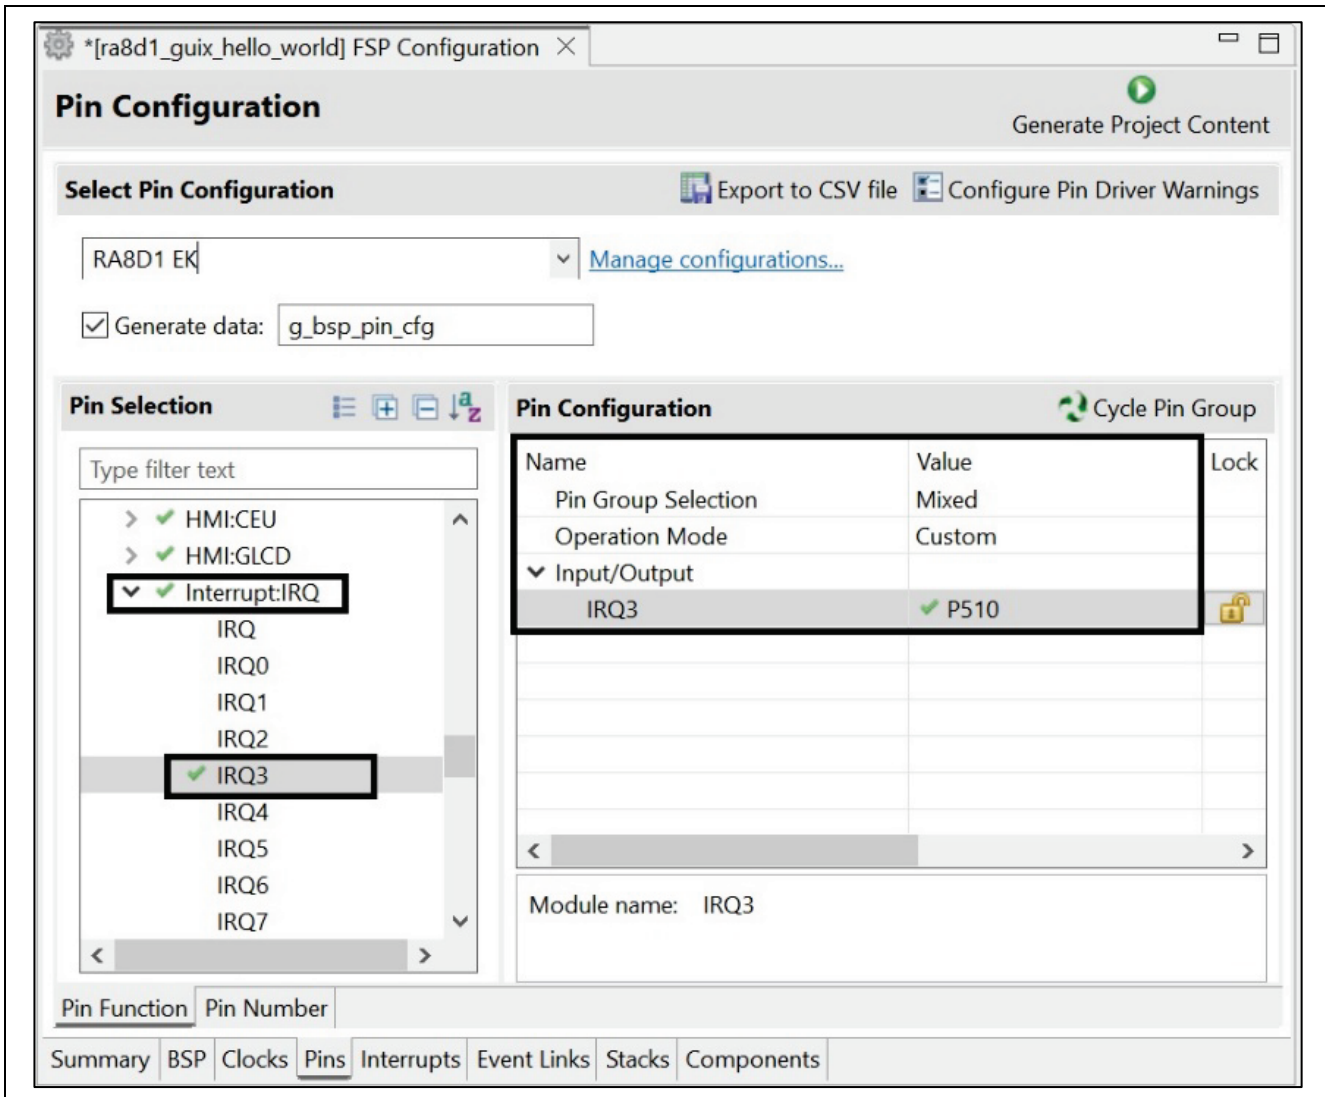 *[ra8d1_guix_hello_world] FSP Configuration
Pin Configuration
Generate Project Content
Select Pin Configuration
Export to CSV file
Configure Pin Driver Warnings
RA8D1 EK
Manage configurations...
Generate data: g_bsp_pin_cfg
Pin Selection
Type filter text
HMI:CEU
HMI:GLCD
Interrupt:IRQ
IRQ
IRQ0
IRQ1
IRQ2
IRQ3
IRQ4
IRQ5
IRQ6
IRQ7
Pin Configuration
Cycle Pin Group
Name Value Lock
Pin Group Selection Mixed
Operation Mode Custom
Input/Output
IRQ3 P510
Module name: IRQ3
Pin Function Pin Number
Summary BSP Clocks Pins Interrupts Event Links Stacks Components